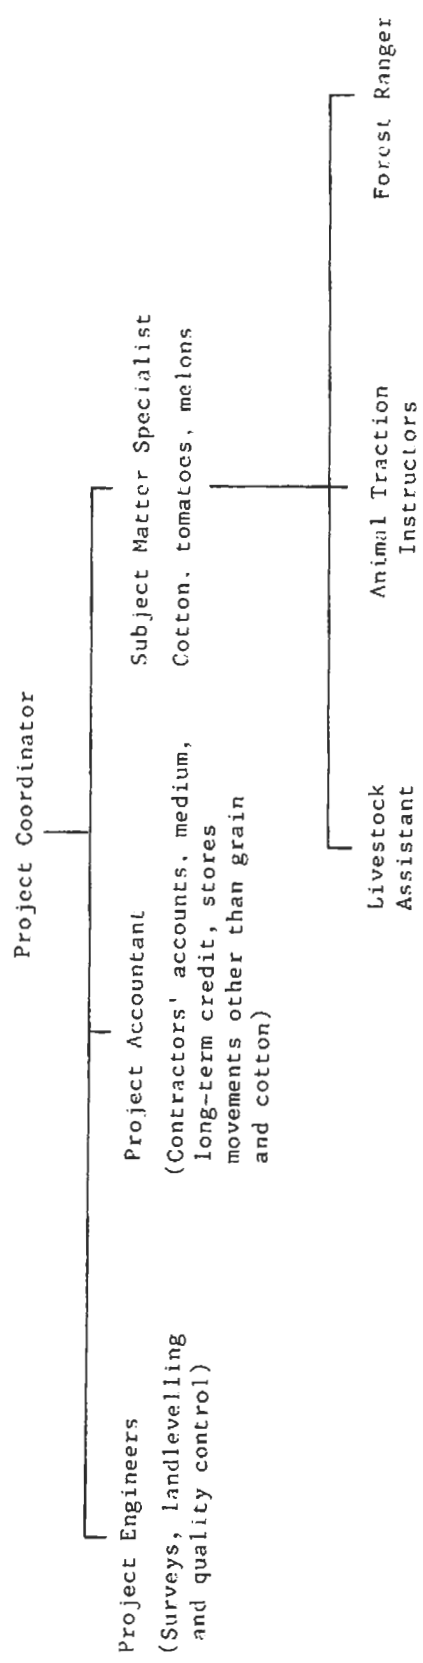 Project Coordinator
Project Engineers
(Surveys, landlevelling
and quality control)
Project Accountant
(Contractors' accounts, medium,
long-term credit, stores
movements other than grain
and cotton)
Subject Matter Specialist
Cotton, tomatoes, melons
Livestock
Assistant
Animal Traction
Instructors
Forest Ranger